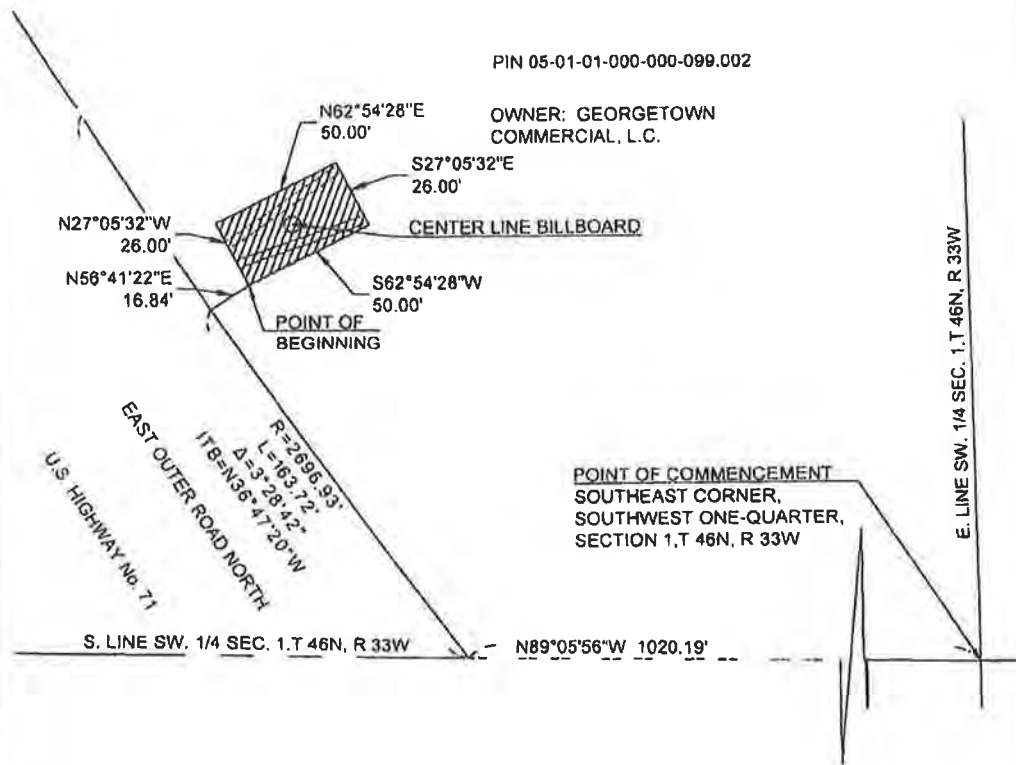 PIN 05-01-01-000-000-099.002
N62°54'28"E
50.00'
OWNER: GEORGETOWN
COMMERCIAL, L.C.
S27°05'32"E
26.00'
N27°05'32"W
26.00'
CENTER LINE BILLBOARD
N56°41'22"E
16.84'
S62°54'28"W
50.00'
POINT OF
BEGINNING
E. LINE SW. 1/4 SEC. 1.T 46N, R 33W
R=2696.93'
L=163.72'
Δ=3°28'42"
ITB=N36°47'20"W
EAST OUTER ROAD NORTH
U.S. HIGHWAY No. 71
POINT OF COMMENCEMENT
SOUTHEAST CORNER,
SOUTHWEST ONE-QUARTER,
SECTION 1,T 46N, R 33W
S. LINE SW. 1/4 SEC. 1.T 46N, R 33W
N89°05'56"W 1020.19'